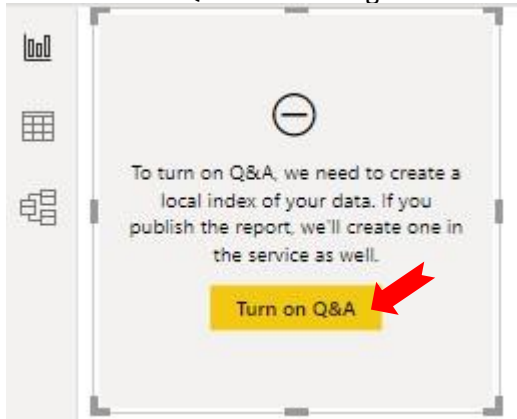 To turn on Q&A, we need to create a
local index of your data. If you
publish the report, we'll create one in
the service as well.
Turn on Q&A